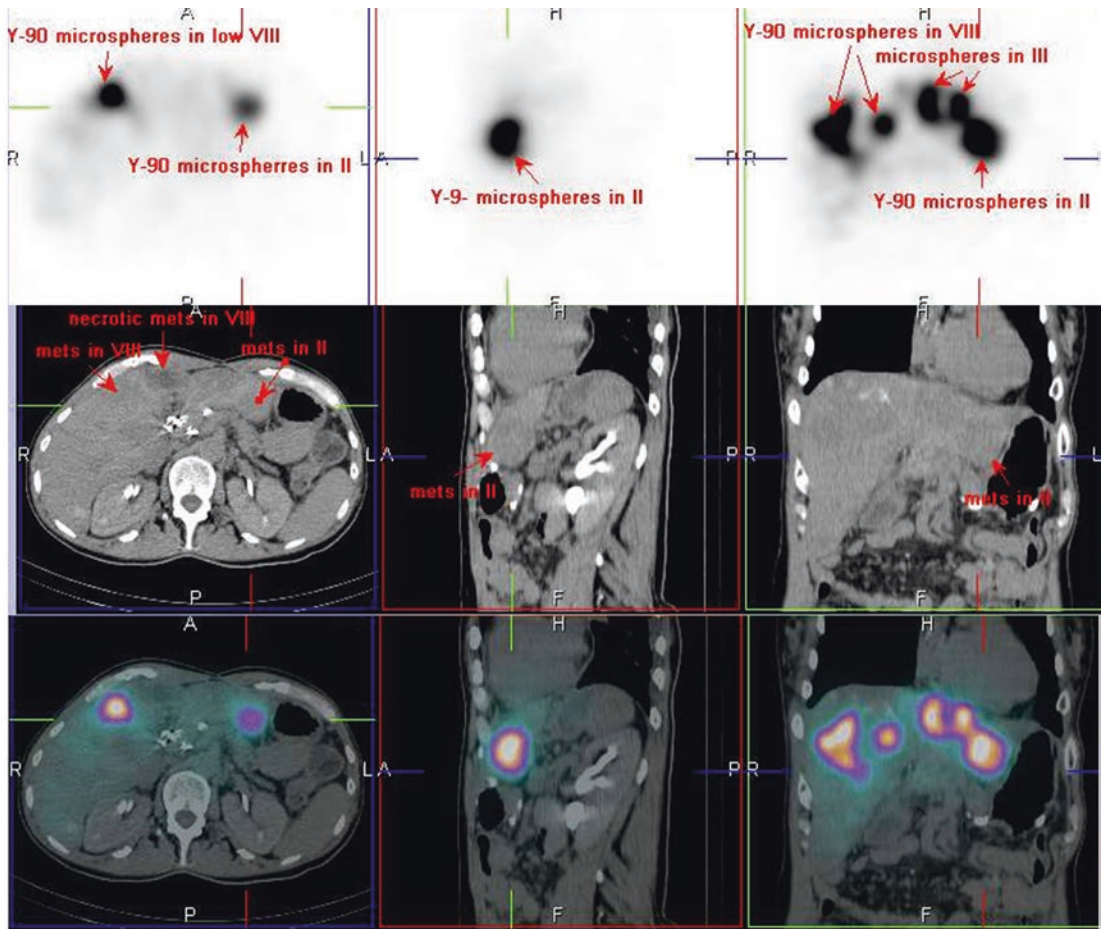 A
H
H
Y-90 microspheres in low VIII
Y-90 microspheres in VIII
microspheres in III
R
L
A
P
R
Y-90 microspherres in II
Y-9- microspheres in II
Y-90 microspheres in II
P
F
F
A
H
H
necrotic mets in VIII
mets in VIII
mets in II
R
L
A
P
R
L
mets in II
mets in II
P
F
F
A
H
H
R
L
A
P
R
P
F
F